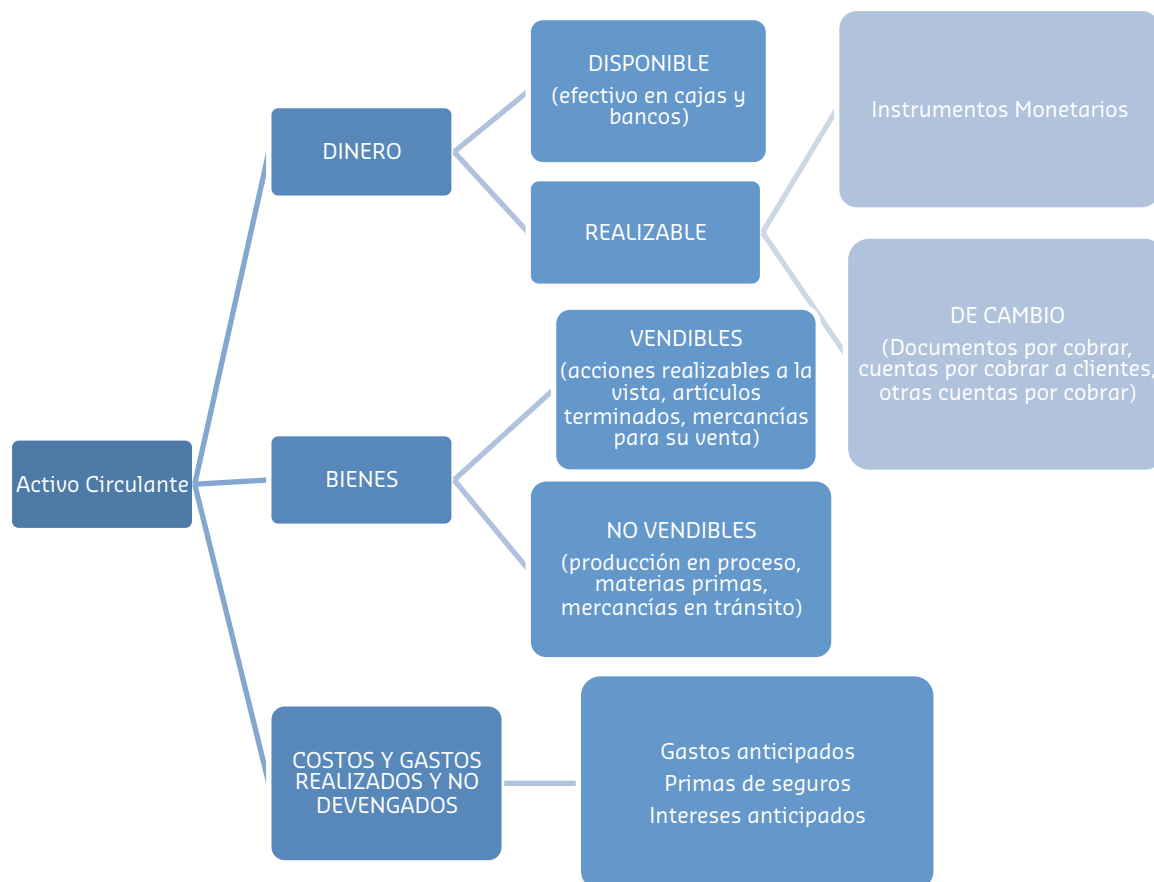 Activo Circulante
DINERO
DISPONIBLE
(efectivo en cajas y
bancos)
REALIZABLE
Instrumentos Monetarios
DE CAMBIO
(Documentos por cobrar,
cuentas por cobrar a clientes,
otras cuentas por cobrar)
BIENES
VENDIBLES
(acciones realizables a la
vista, artículos
terminados, mercancías
para su venta)
NO VENDIBLES
(producción en proceso,
materias primas,
mercancías en tránsito)
COSTOS Y GASTOS
REALIZADOS Y NO
DEVENGADOS
Gastos anticipados
Primas de seguros
Intereses anticipados